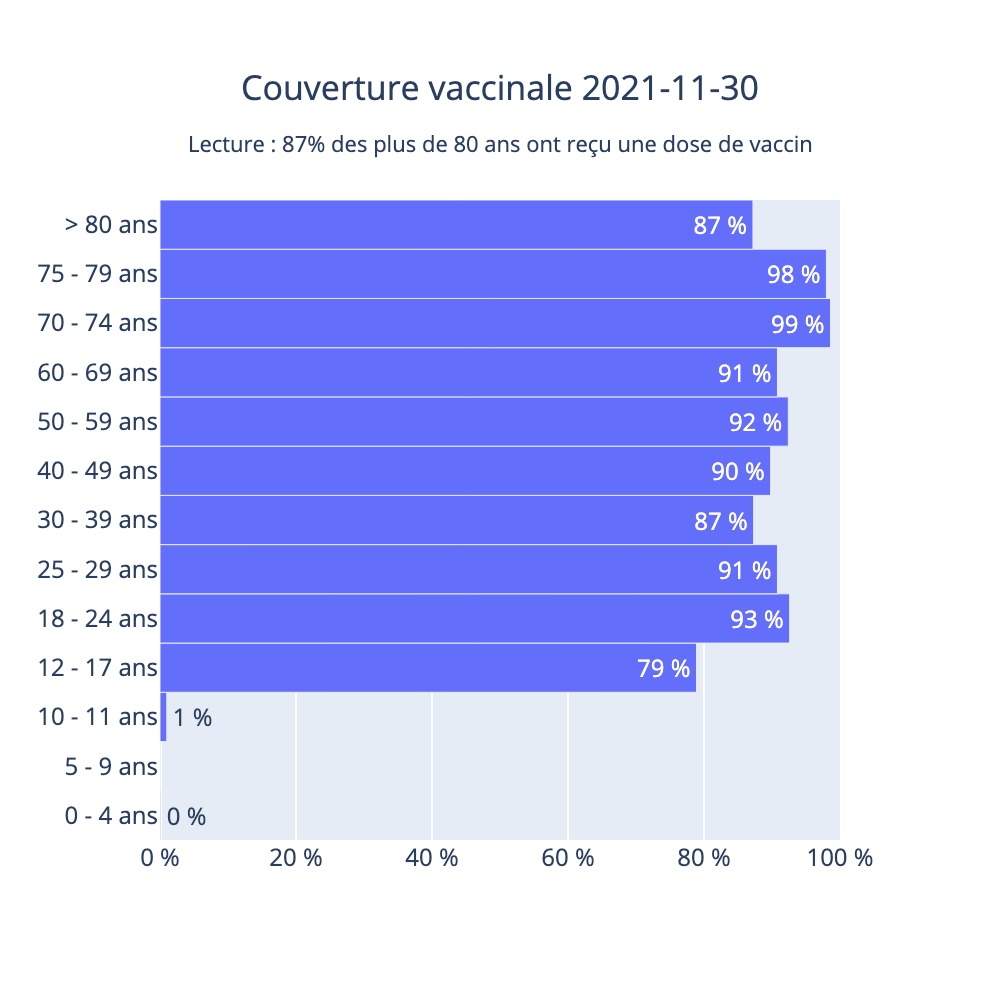 Couverture vaccinale 2021-11-30
Lecture : 87% des plus de 80 ans ont reçu une dose de vaccin
> 80 ans 87 %
75 - 79 ans 98 %
70 - 74 ans 99 %
60 - 69 ans 91 %
50 - 59 ans 92 %
40 - 49 ans 90 %
30 - 39 ans 87 %
25 - 29 ans 91 %
18 - 24 ans 93 %
12 - 17 ans 79 %
10 - 11 ans 1 %
5 - 9 ans
0 - 4 ans 0 %
0 % 20 % 40 % 60 % 80 % 100 %